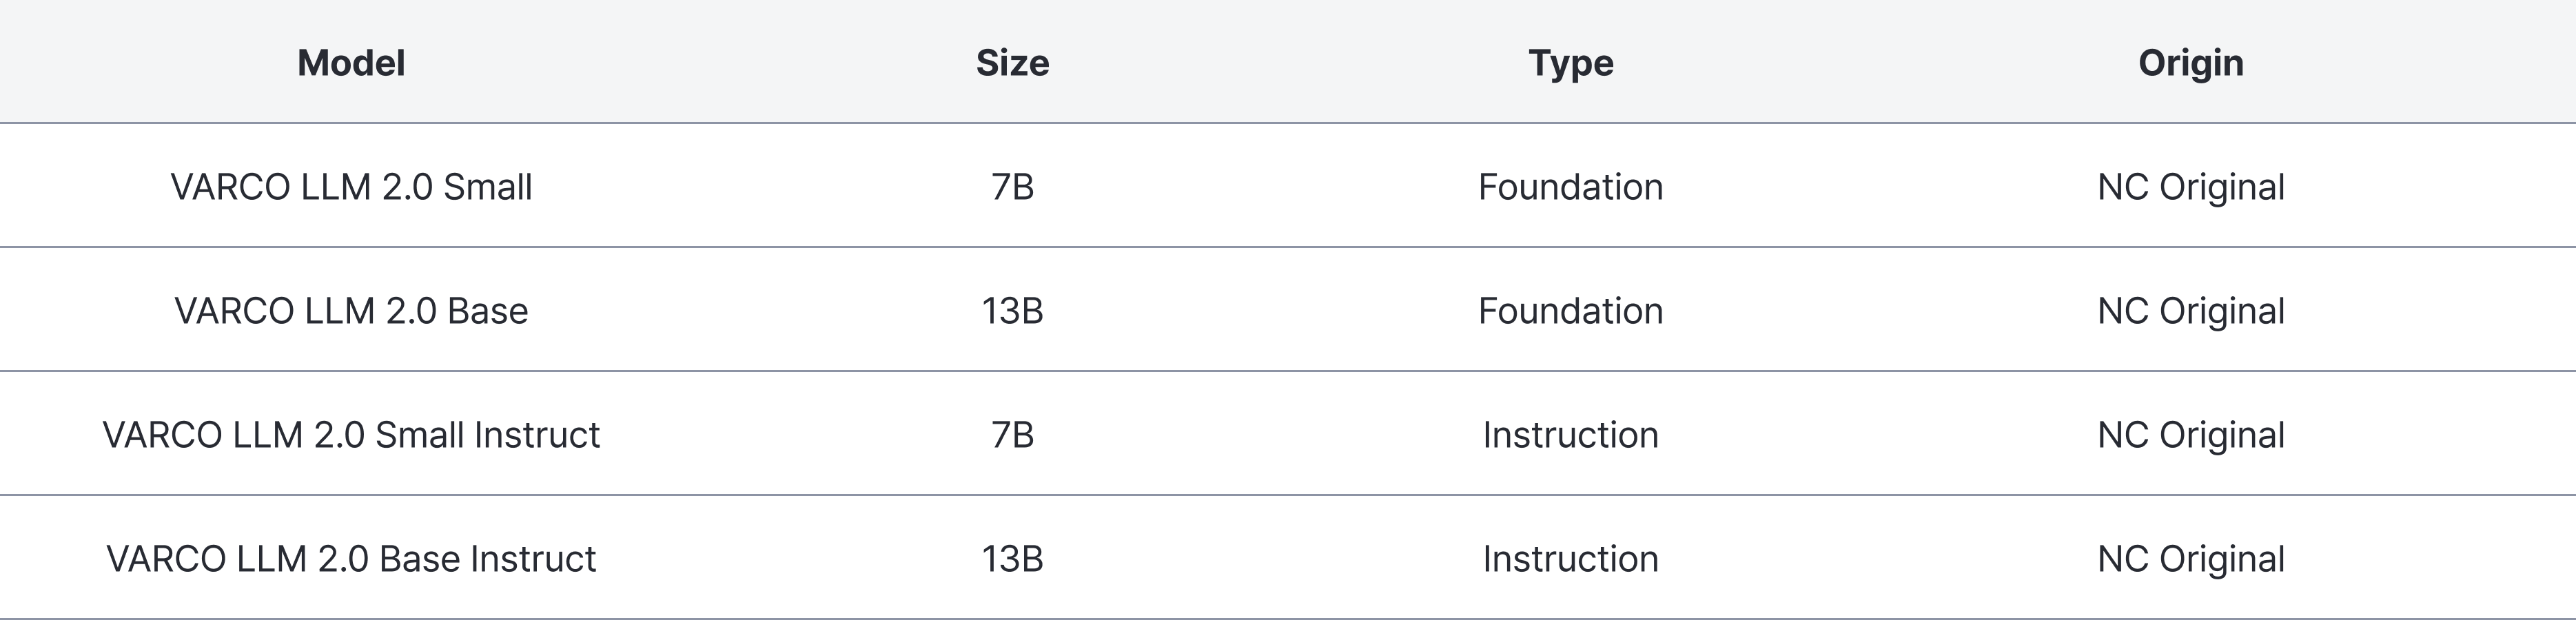 Model Size Type Origin
VARCO LLM 2.0 Small 7B Foundation NC Original
VARCO LLM 2.0 Base 13B Foundation NC Original
VARCO LLM 2.0 Small Instruct 7B Instruction NC Original
VARCO LLM 2.0 Base Instruct 13B Instruction NC Original